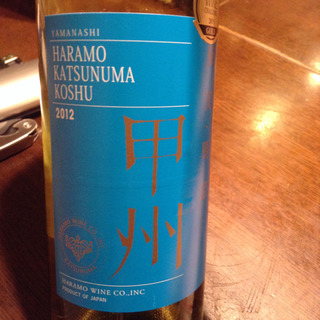 YAMANASHI
HARAMO
KATSUNUMA
KOSHU
2012
甲州
HARAMO WINE CO.,INC
PRODUCT OF JAPAN